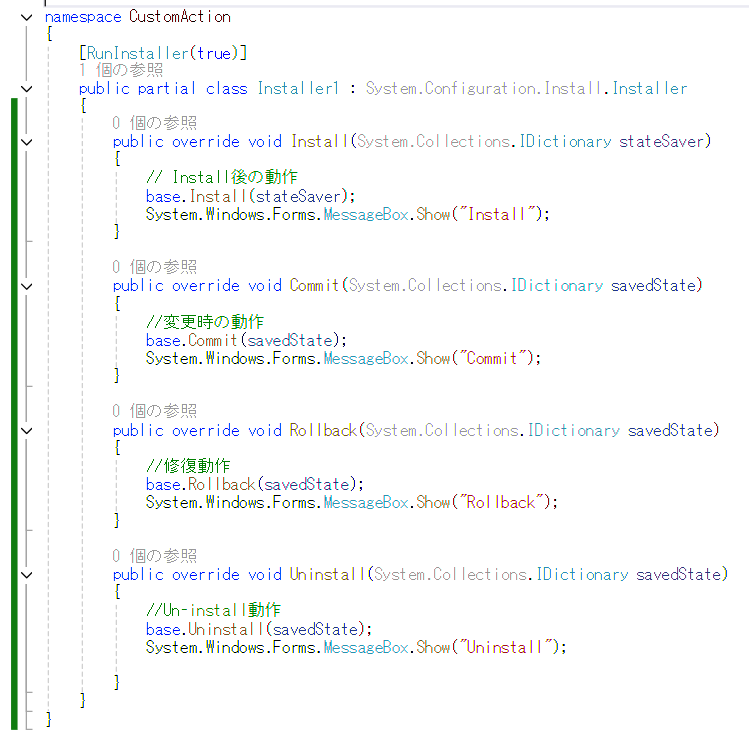 namespace CustomAction
{
    [RunInstaller(true)]
    1 個の参照
    public partial class Installer1 : System.Configuration.Install.Installer
    {
        0 個の参照
        public override void Install(System.Collections.IDictionary stateSaver)
        {
            // Install後の動作
            base.Install(stateSaver);
            System.Windows.Forms.MessageBox.Show("Install");
        }

        0 個の参照
        public override void Commit(System.Collections.IDictionary savedState)
        {
            //変更時の動作
            base.Commit(savedState);
            System.Windows.Forms.MessageBox.Show("Commit");
        }

        0 個の参照
        public override void Rollback(System.Collections.IDictionary savedState)
        {
            //修復動作
            base.Rollback(savedState);
            System.Windows.Forms.MessageBox.Show("Rollback");
        }

        0 個の参照
        public override void Uninstall(System.Collections.IDictionary savedState)
        {
            //Un-install動作
            base.Uninstall(savedState);
            System.Windows.Forms.MessageBox.Show("Uninstall");

        }
    }
}